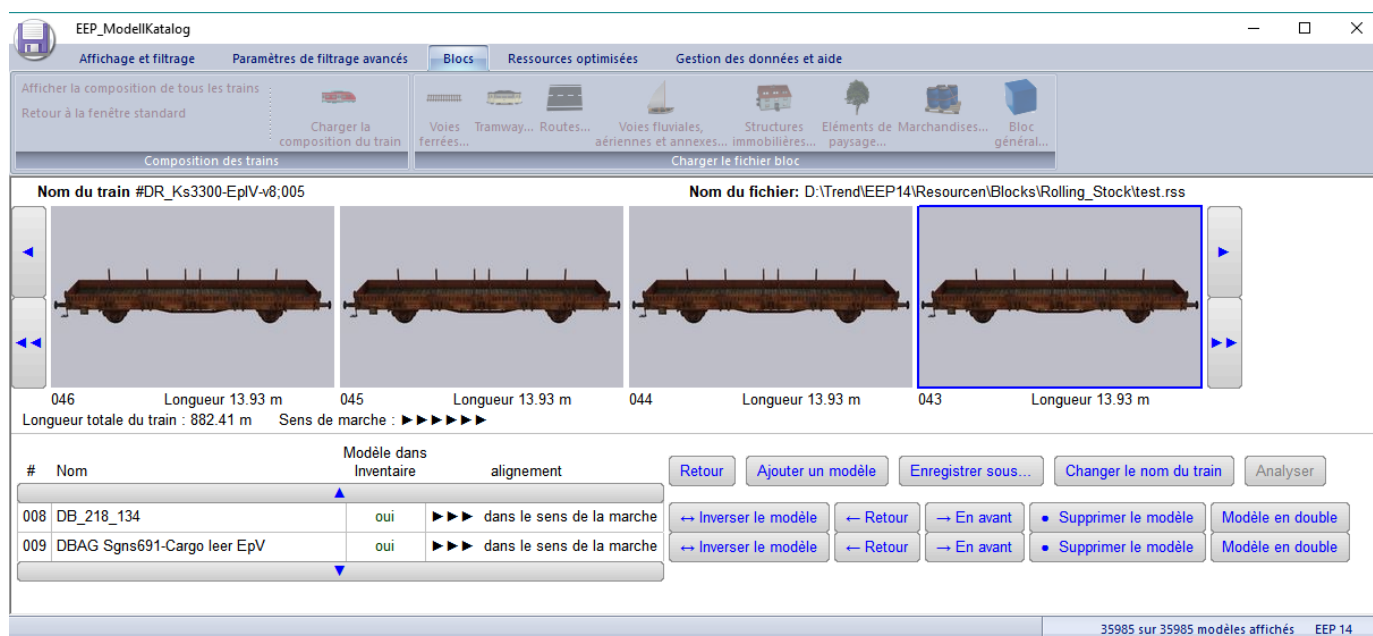 EEP_ModellKatalog
Affichage et filtrage Paramètres de filtrage avancés Blocs Ressources optimisées Gestion des données et aide
Afficher la composition de tous les trains
Retour à la fenêtre standard
Charger la
composition du train
Composition des trains
Voies
ferrées...
Tramway...
Routes...
Voies fluviales,
aériennes et annexes...
Structures
immobilières...
Eléments de
paysage...
Marchandises...
Bloc
général...
Charger le fichier bloc
Nom du train #DR_Ks3300-EpIV-v8;005 Nom du fichier: D:\Trend\EEP14\Resourcen\Blocks\Rolling_Stock\test.rss
046 Longueur 13.93 m 045 Longueur 13.93 m 044 Longueur 13.93 m 043 Longueur 13.93 m
Longueur totale du train : 882.41 m Sens de marche : ►►►►►►
# Nom Modèle dans
Inventaire alignement
Retour Ajouter un modèle Enregistrer sous... Changer le nom du train Analyser
008 DB_218_134 oui ►►► dans le sens de la marche ↔ Inverser le modèle ← Retour → En avant • Supprimer le modèle Modèle en double
009 DBAG Sgns691-Cargo leer EpV oui ►►► dans le sens de la marche ↔ Inverser le modèle ← Retour → En avant • Supprimer le modèle Modèle en double
35985 sur 35985 modèles affichés EEP 14